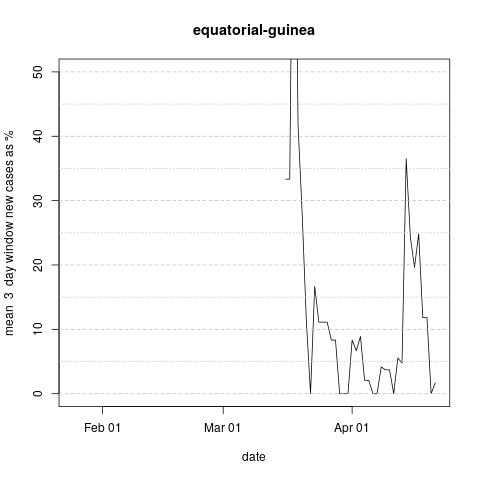 equatorial-guinea
mean 3 day window new cases as %
50
40
30
20
10
0
Feb 01
Mar 01
Apr 01
date